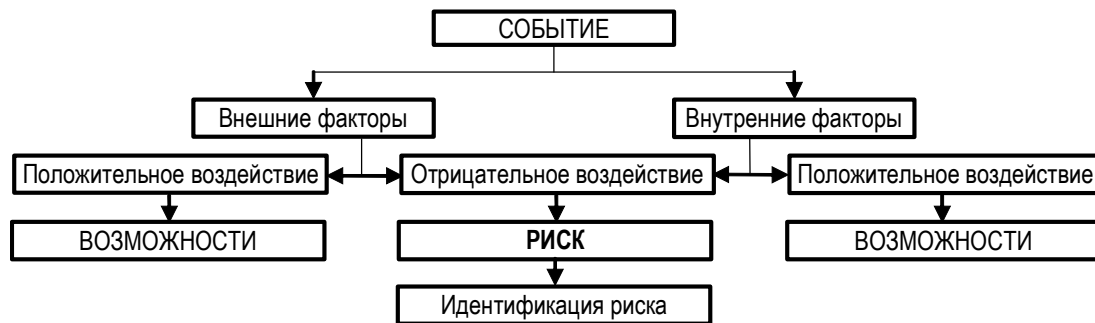 СОБЫТИЕ
Внешние факторы
Внутренние факторы
Положительное воздействие
Отрицательное воздействие
Положительное воздействие
ВОЗМОЖНОСТИ
РИСК
ВОЗМОЖНОСТИ
Идентификация риска